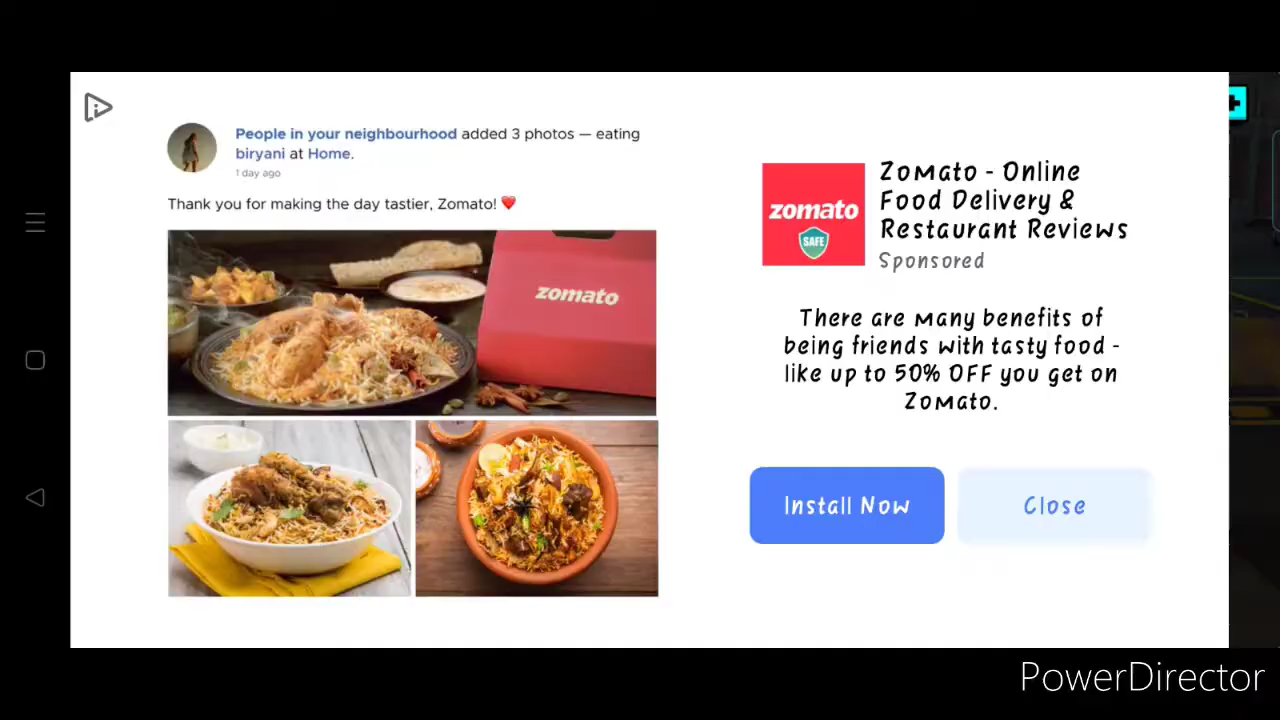 People in your neighbourhood added 3 photos — eating
biryani at Home.
1 day ago
Thank you for making the day tastier, Zomato! ❤️
zomato
zomato
SAFE
Zomato - Online
Food Delivery &
Restaurant Reviews
Sponsored
There are many benefits of
being friends with tasty food -
like up to 50% OFF you get on
Zomato.
Install Now
Close
PowerDirector